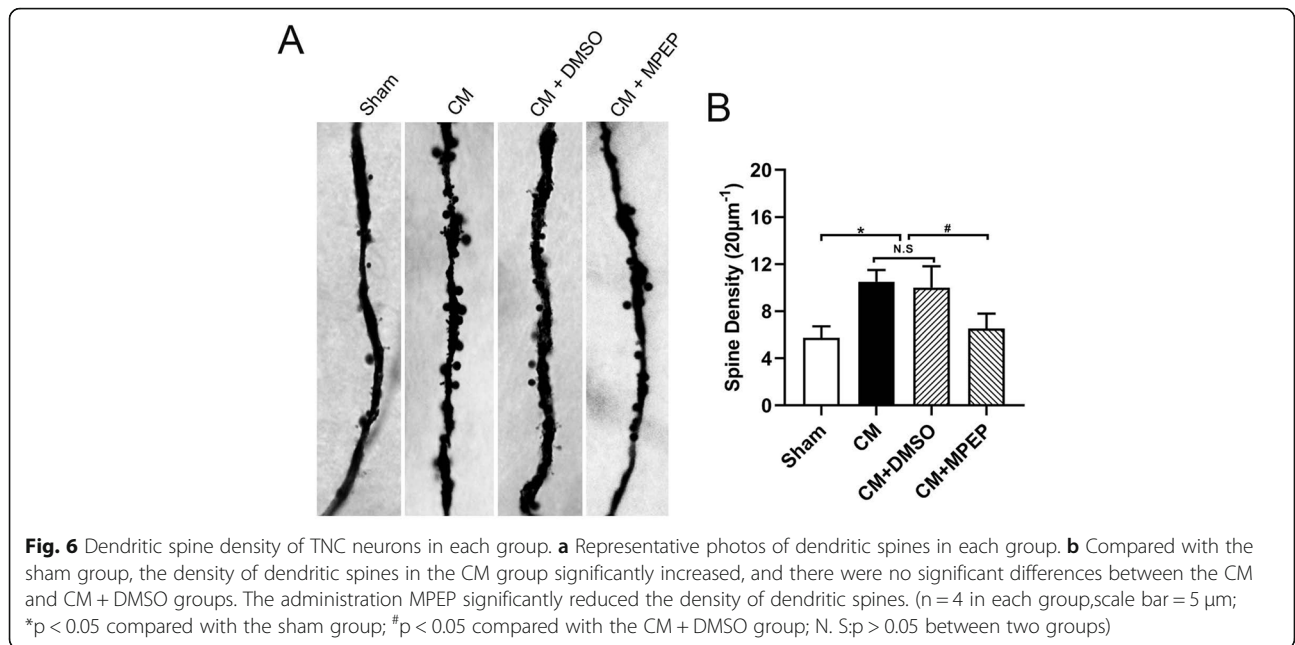 A
Sham
CM
CM + DMSO
CM + MPEP
B
Spine Density (20µm⁻¹)
20
16
12
8
4
0
*
#
N.S
Sham
CM
CM+DMSO
CM+MPEP
Fig. 6 Dendritic spine density of TNC neurons in each group. a Representative photos of dendritic spines in each group. b Compared with the
sham group, the density of dendritic spines in the CM group significantly increased, and there were no significant differences between the CM
and CM + DMSO groups. The administration MPEP significantly reduced the density of dendritic spines. (n = 4 in each group,scale bar = 5 μm;
*p < 0.05 compared with the sham group; #p < 0.05 compared with the CM + DMSO group; N. S:p > 0.05 between two groups)